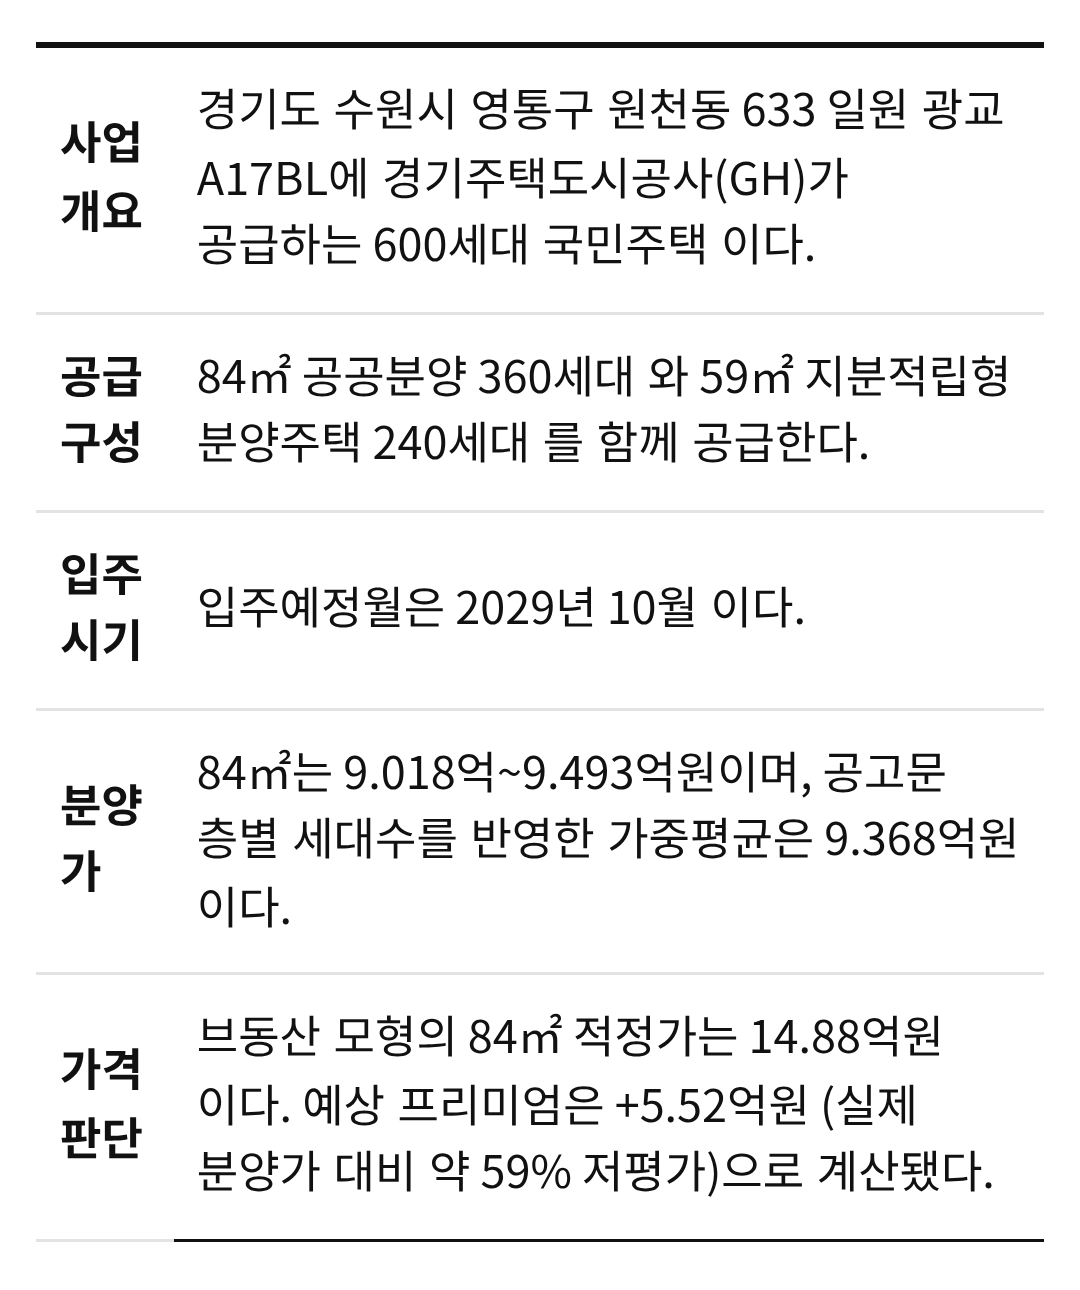 사업
개요
경기도 수원시 영통구 원천동 633 일원 광교
A17BL에 경기주택도시공사(GH)가
공급하는 600세대 국민주택 이다.
공급
구성
84㎡ 공공분양 360세대 와 59㎡ 지분적립형
분양주택 240세대 를 함께 공급한다.
입주
시기
입주예정월은 2029년 10월 이다.
분양
가
84㎡는 9.018억~9.493억원이며, 공고문
층별 세대수를 반영한 가중평균은 9.368억원
이다.
가격
판단
브동산 모형의 84㎡ 적정가는 14.88억원
이다. 예상 프리미엄은 +5.52억원 (실제
분양가 대비 약 59% 저평가)으로 계산됐다.